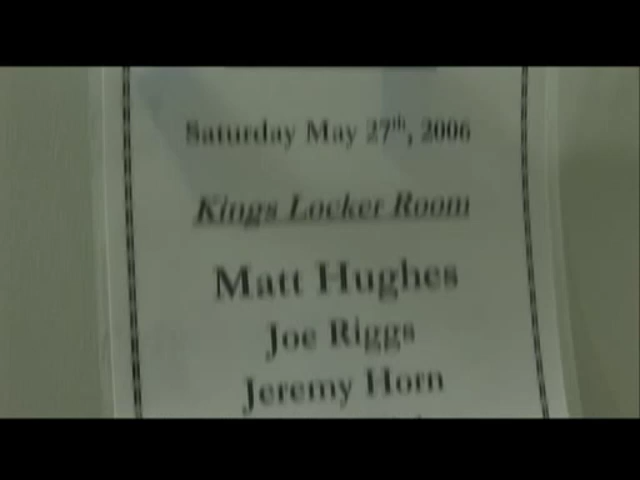 Saturday May 27th, 2006
Kings Locker Room
Matt Hughes
Joe Riggs
Jeremy Horn